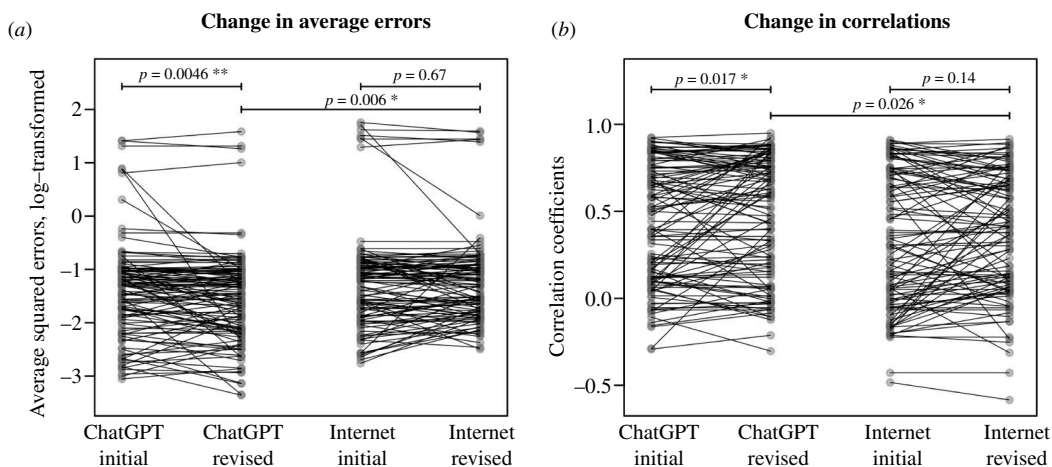 (a)
Change in average errors
p = 0.0046 **
p = 0.67
p = 0.006 *
Average squared errors, log–transformed
2
1
0
–1
–2
–3
ChatGPT
initial
ChatGPT
revised
Internet
initial
Internet
revised
(b)
Change in correlations
p = 0.017 *
p = 0.14
p = 0.026 *
Correlation coefficients
1.0
0.5
0.0
–0.5
ChatGPT
initial
ChatGPT
revised
Internet
initial
Internet
revised